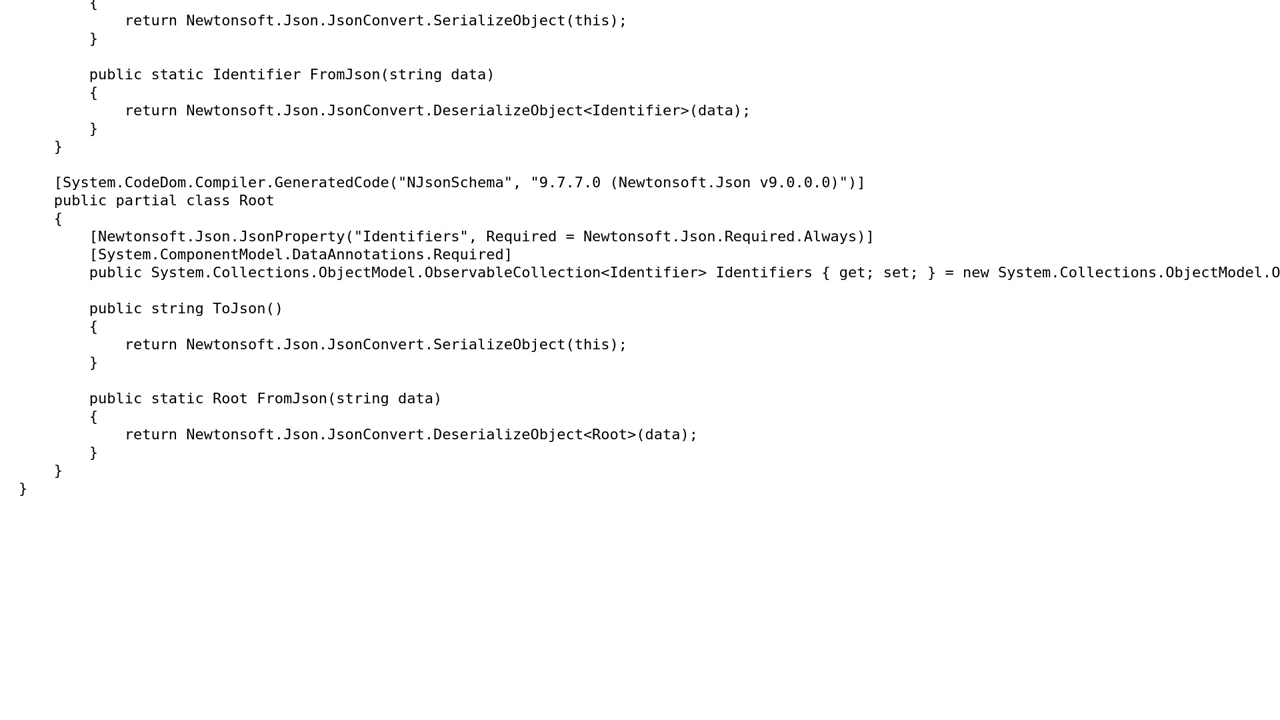 {
return Newtonsoft.Json.JsonConvert.SerializeObject(this);
}
public static Identifier FromJson(string data)
{
return Newtonsoft.Json.JsonConvert.DeserializeObject<Identifier>(data);
}
}
[System.CodeDom.Compiler.GeneratedCode("NJsonSchema", "9.7.7.0 (Newtonsoft.Json v9.0.0.0)")]
public partial class Root
{
[Newtonsoft.Json.JsonProperty("Identifiers", Required = Newtonsoft.Json.Required.Always)]
[System.ComponentModel.DataAnnotations.Required]
public System.Collections.ObjectModel.ObservableCollection<Identifier> Identifiers { get; set; } = new System.Collections.ObjectModel.O
public string ToJson()
{
return Newtonsoft.Json.JsonConvert.SerializeObject(this);
}
public static Root FromJson(string data)
{
return Newtonsoft.Json.JsonConvert.DeserializeObject<Root>(data);
}
}
}